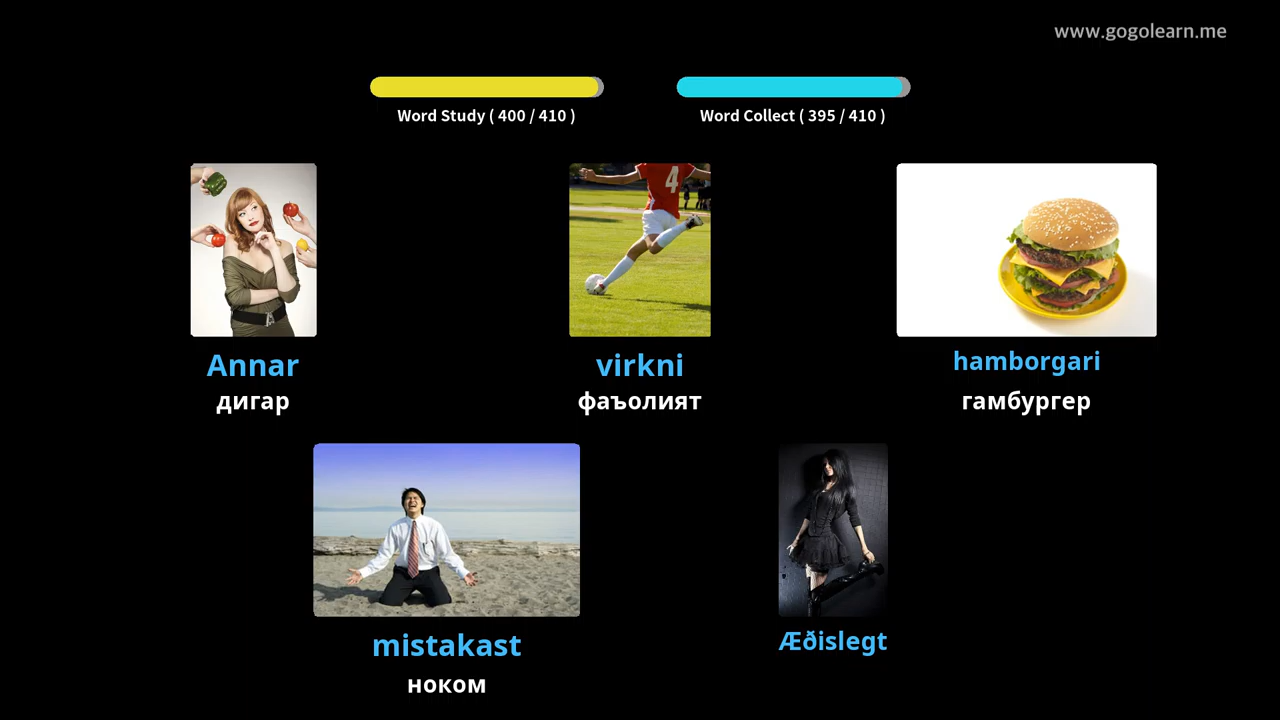 www.gogolearn.me
Word Study ( 400 / 410 )
Word Collect ( 395 / 410 )
4
Annar
дигар
virkni
фаъолият
hamborgari
гамбургер
mistakast
ноком
Æðislegt